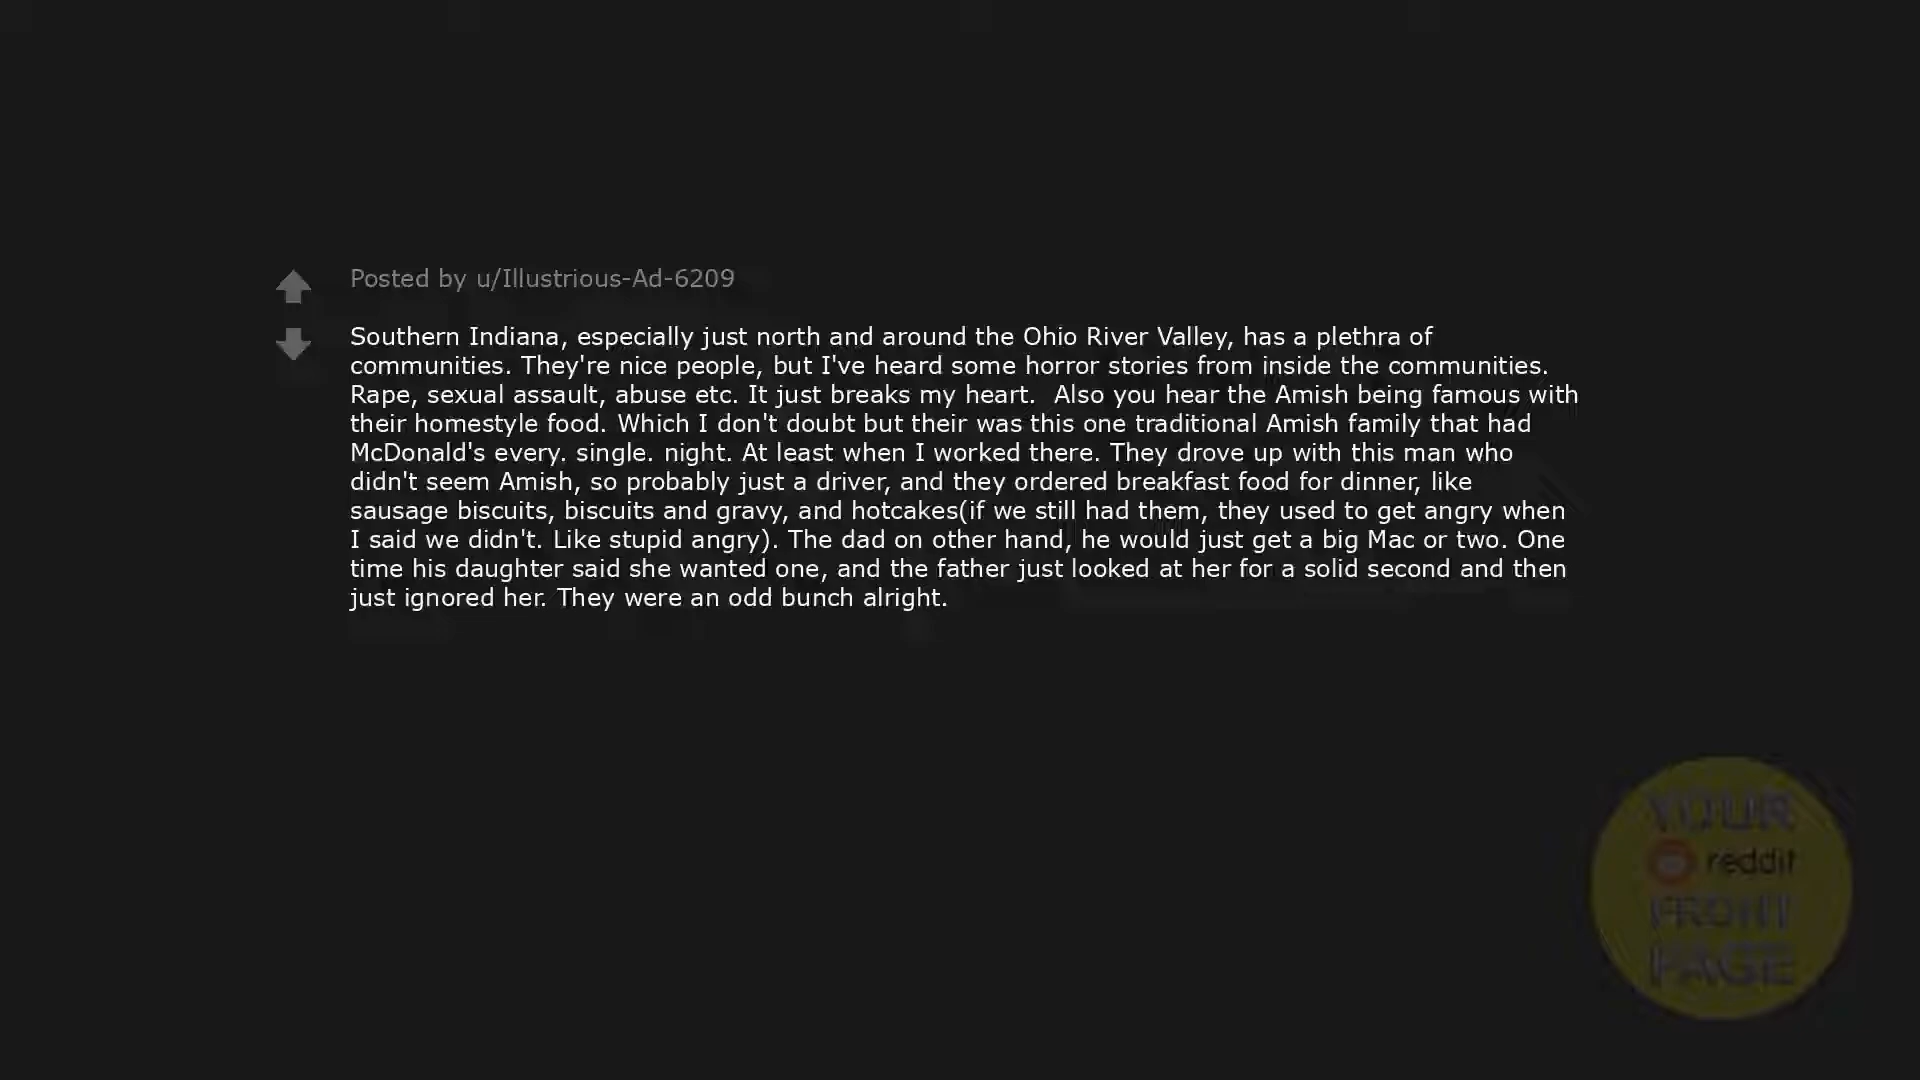 Posted by u/Illustrious-Ad-6209
Southern Indiana, especially just north and around the Ohio River Valley, has a plethra of
communities. They're nice people, but I've heard some horror stories from inside the communities.
Rape, sexual assault, abuse etc. It just breaks my heart.  Also you hear the Amish being famous with
their homestyle food. Which I don't doubt but their was this one traditional Amish family that had
McDonald's every. single. night. At least when I worked there. They drove up with this man who
didn't seem Amish, so probably just a driver, and they ordered breakfast food for dinner, like
sausage biscuits, biscuits and gravy, and hotcakes(if we still had them, they used to get angry when
I said we didn't. Like stupid angry). The dad on other hand, he would just get a big Mac or two. One
time his daughter said she wanted one, and the father just looked at her for a solid second and then
just ignored her. They were an odd bunch alright.
YOUR
reddit
FRONT
PAGE